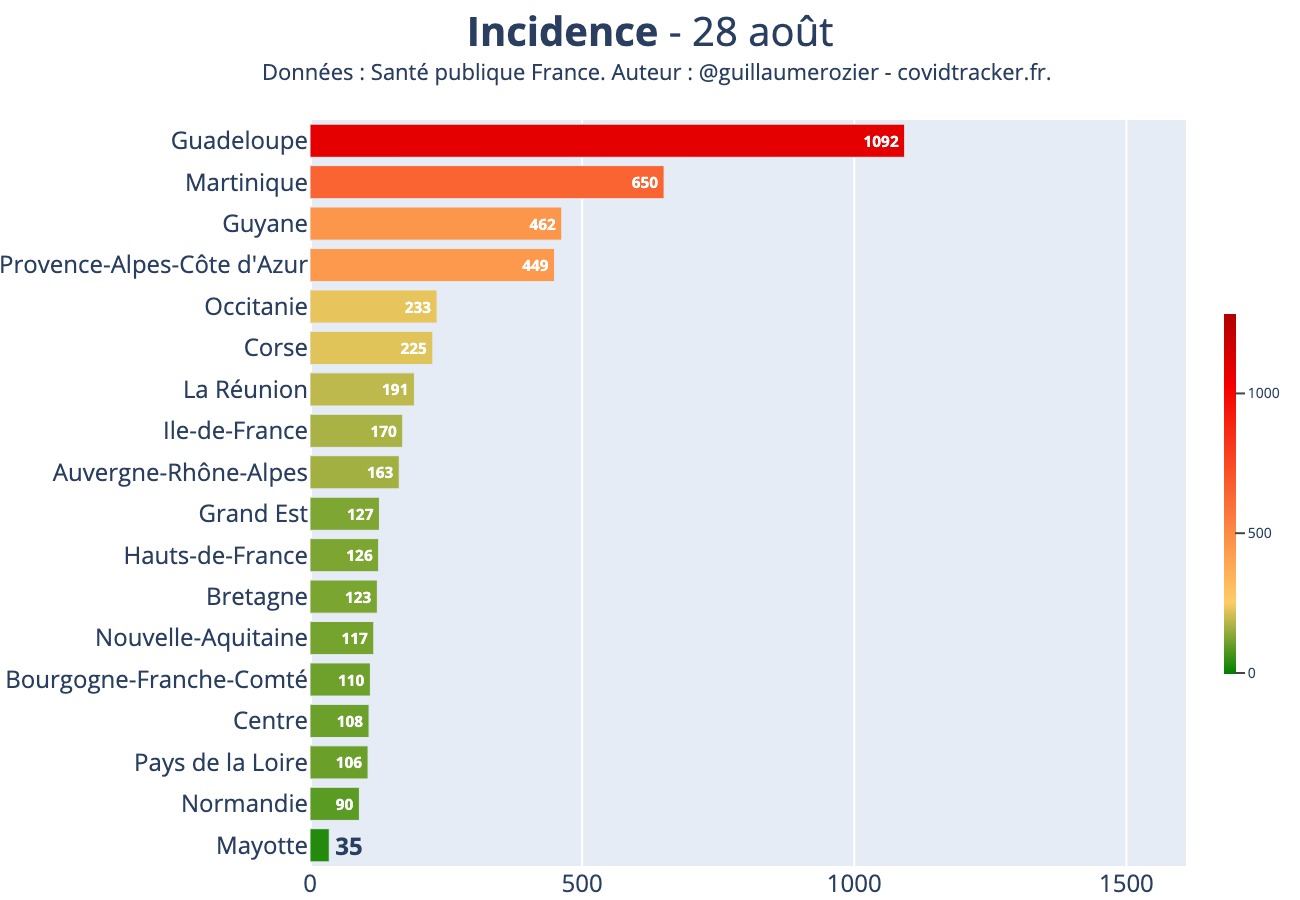 Incidence - 28 août
Données : Santé publique France. Auteur : @guillaumerozier - covidtracker.fr.
Guadeloupe 1092
Martinique 650
Guyane 462
Provence-Alpes-Côte d'Azur 449
Occitanie 233
Corse 225
La Réunion 191
Ile-de-France 170
Auvergne-Rhône-Alpes 163
Grand Est 127
Hauts-de-France 126
Bretagne 123
Nouvelle-Aquitaine 117
Bourgogne-Franche-Comté 110
Centre 108
Pays de la Loire 106
Normandie 90
Mayotte 35
0 500 1000 1500
1000
500
0